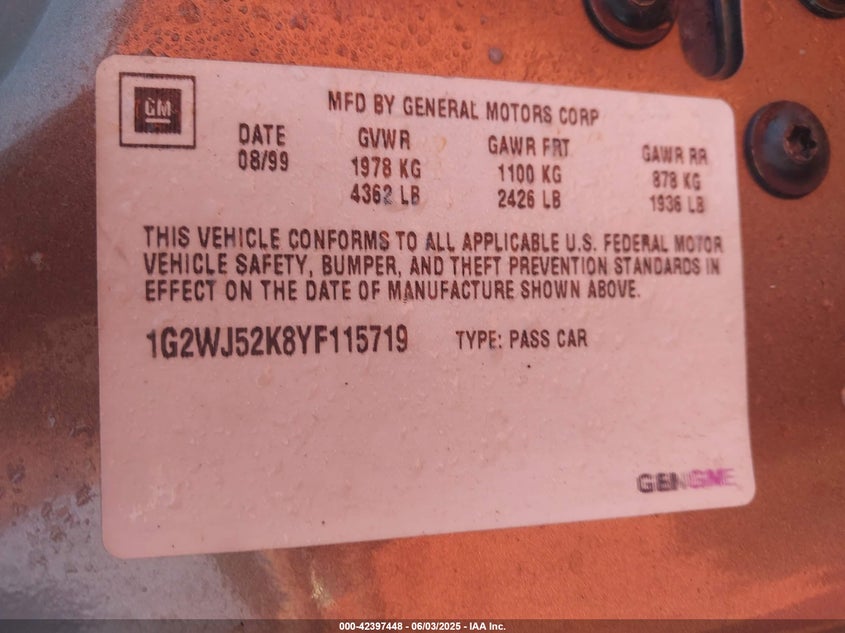 GM
MFD BY GENERAL MOTORS CORP
DATE GVWR GAWR FRT GAWR RR
08/99 1978 KG 1100 KG 878 KG
4362 LB 2426 LB 1936 LB
THIS VEHICLE CONFORMS TO ALL APPLICABLE U.S. FEDERAL MOTOR
VEHICLE SAFETY, BUMPER, AND THEFT PREVENTION STANDARDS IN
EFFECT ON THE DATE OF MANUFACTURE SHOWN ABOVE.
1G2WJ52K8YF115719 TYPE: PASS CAR
000-42397448 - 06/03/2025 - IAA Inc.